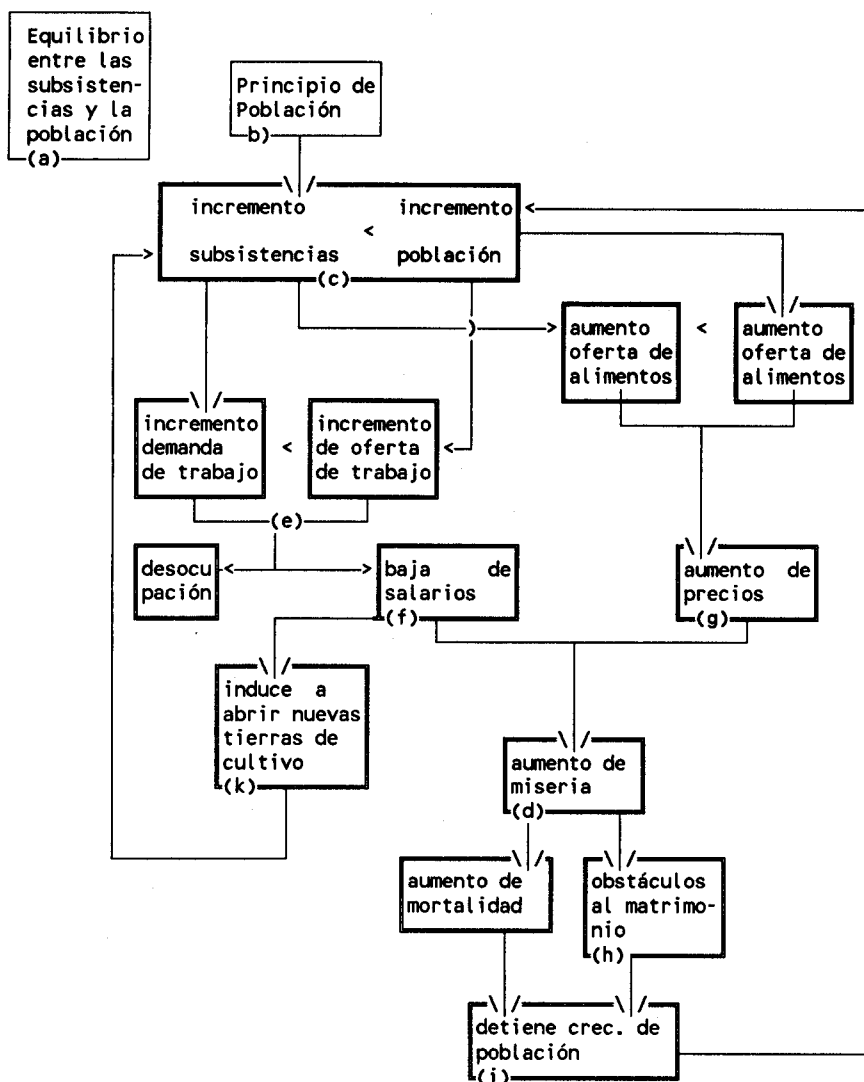 Equilibrio
entre las
subsisten-
cias y la
población
(a)
Principio de
Población
b)
incremento incremento <
<
> subsistencias población
(c)
aumento < aumento
oferta de oferta de
alimentos alimentos
incremento incremento
demanda < de oferta <
de trabajo de trabajo
(e)
desocu
pación
baja de
salarios
(f)
aumento de
precios
(g)
induce a
abrir nuevas
tierras de
cultivo
(k)
aumento de
miseria
(d)
aumento de
mortalidad
obstáculos
al matrimo-
nio
(h)
detiene crec. de
población
(i)